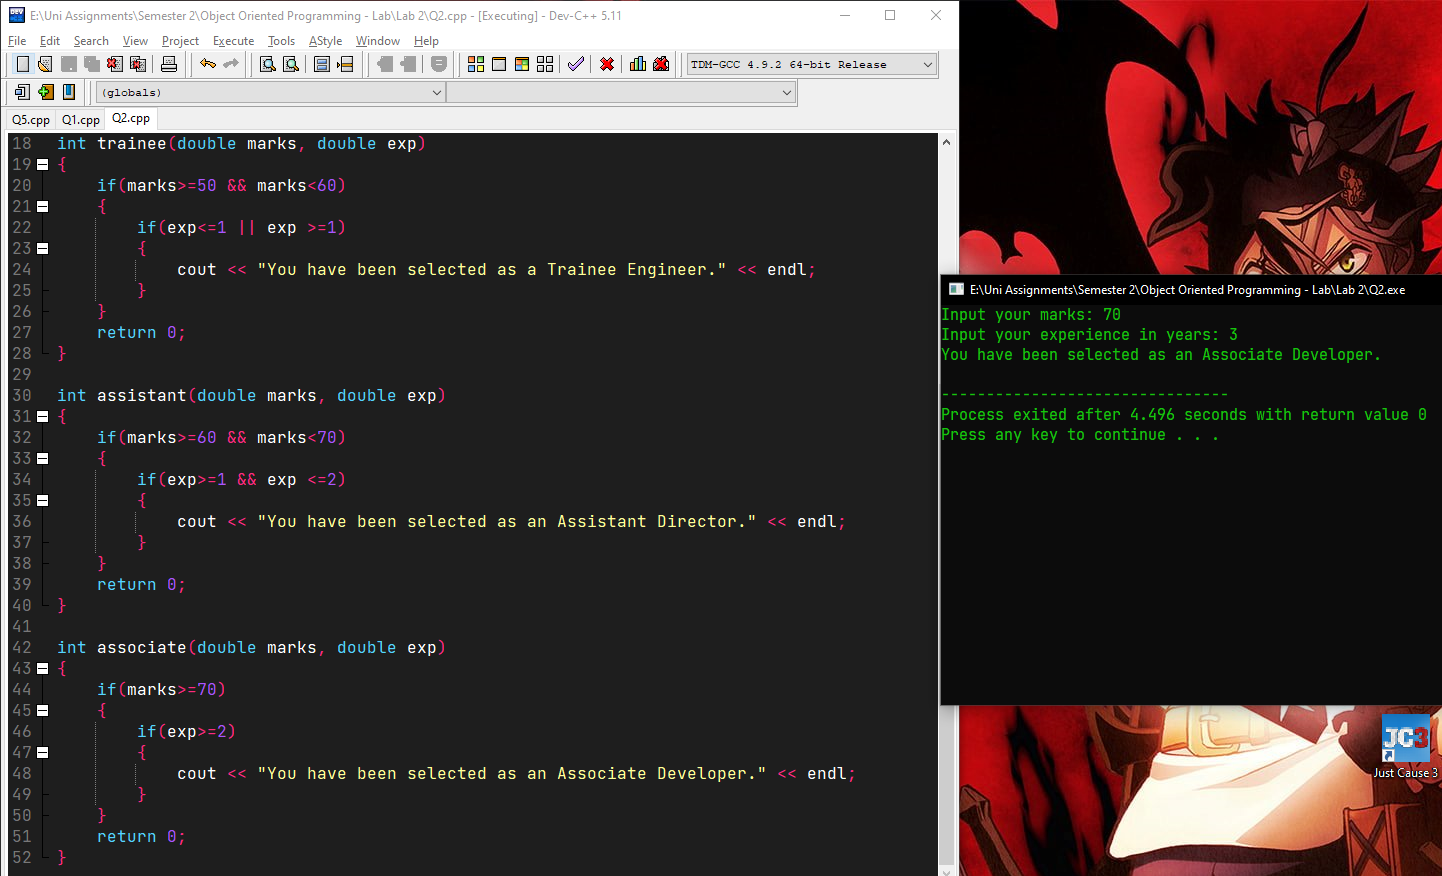 E:\Uni Assignments\Semester 2\Object Oriented Programming - Lab\Lab 2\Q2.cpp - [Executing] - Dev-C++ 5.11
File Edit Search View Project Execute Tools AStyle Window Help
TDM-GCC 4.9.2 64-bit Release
(globals)
Q5.cpp Q1.cpp Q2.cpp
18 int trainee(double marks, double exp)
19 {
20 if(marks>=50 && marks<60)
21 {
22 if(exp<=1 || exp >=1)
23 {
24 cout << "You have been selected as a Trainee Engineer." << endl;
25 }
26 }
27 return 0;
28 }
29
30 int assistant(double marks, double exp)
31 {
32 if(marks>=60 && marks<70)
33 {
34 if(exp>=1 && exp <=2)
35 {
36 cout << "You have been selected as an Assistant Director." << endl;
37 }
38 }
39 return 0;
40 }
41
42 int associate(double marks, double exp)
43 {
44 if(marks>=70)
45 {
46 if(exp>=2)
47 {
48 cout << "You have been selected as an Associate Developer." << endl;
49 }
50 }
51 return 0;
52 }
E:\Uni Assignments\Semester 2\Object Oriented Programming - Lab\Lab 2\Q2.exe
Input your marks: 70
Input your experience in years: 3
You have been selected as an Associate Developer.
--------------------------------
Process exited after 4.496 seconds with return value 0
Press any key to continue . . .
JC3
Just Cause 3